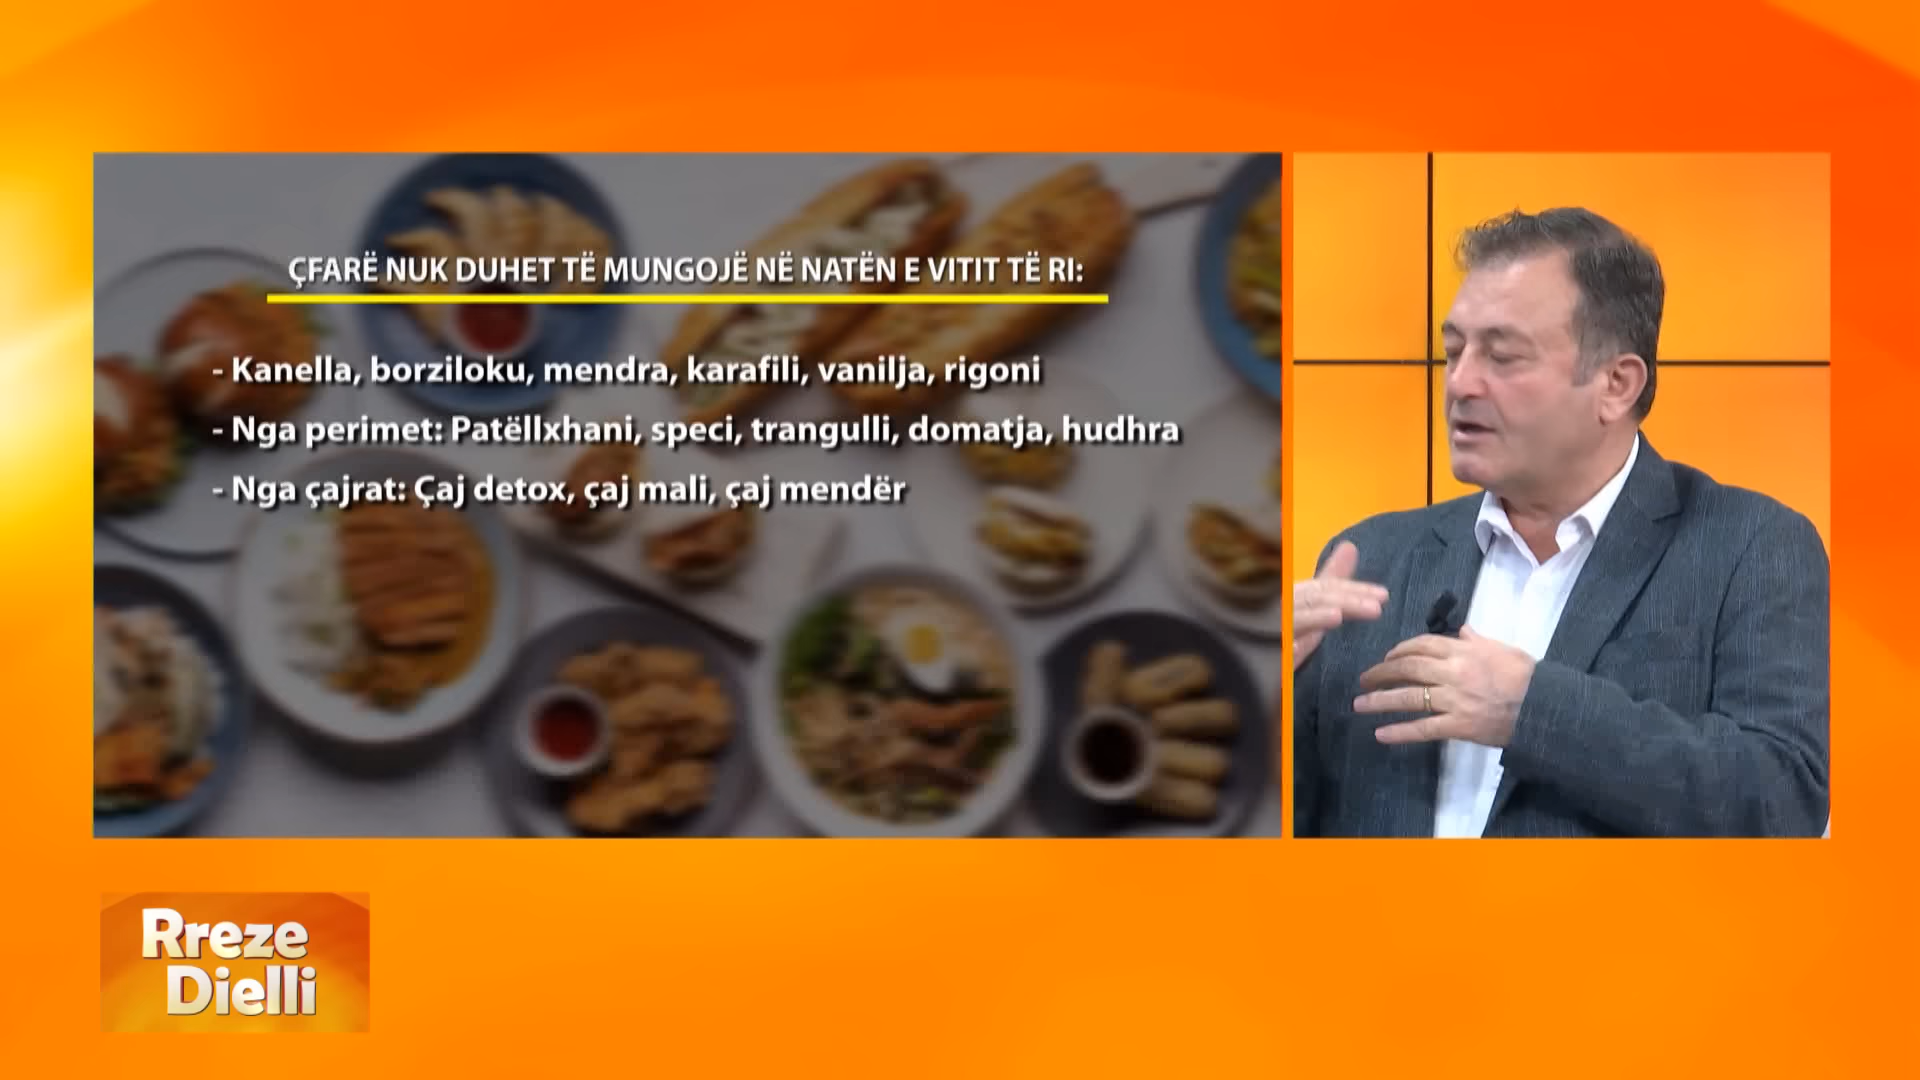 ÇFARË NUK DUHET TË MUNGOJË NË NATËN E VITIT TË RI:
- Kanella, borziloku, mendra, karafili, vanilja, rigoni
- Nga perimet: Patëllxhani, speci, trangulli, domatja, hudhra
- Nga çajrat: Çaj detox, çaj mali, çaj mendër
Rreze
Dielli